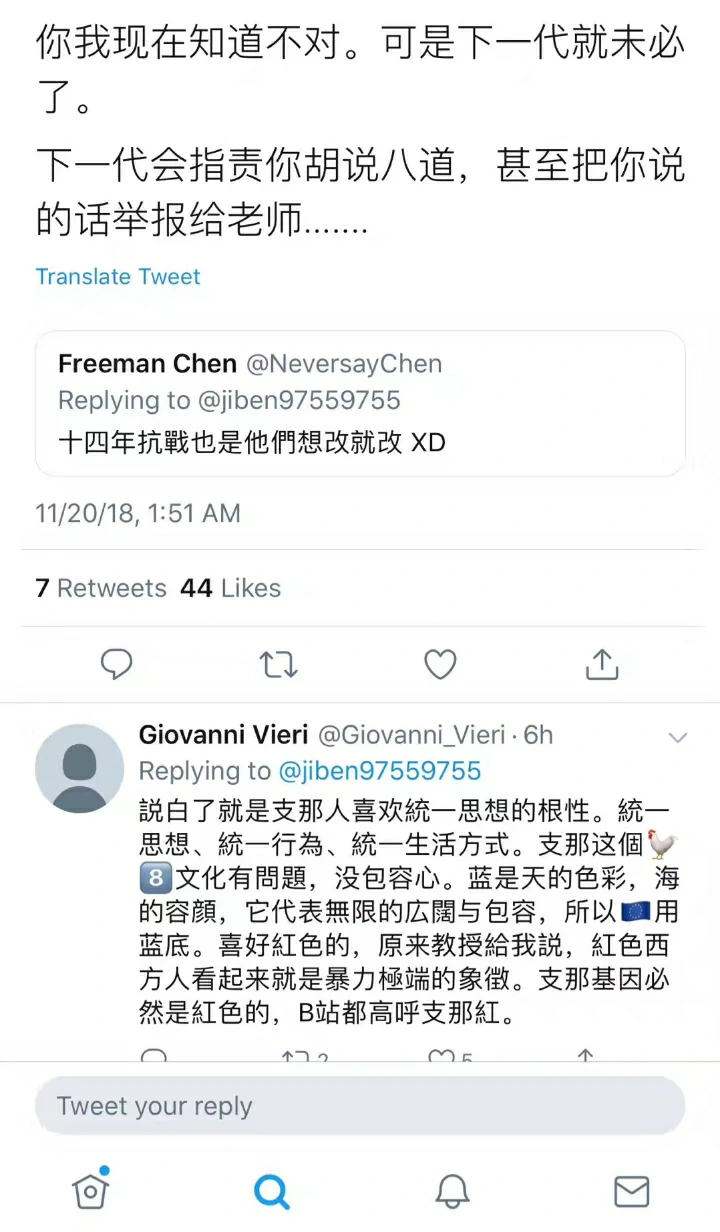 你我现在知道不对。可是下一代就未必
了。
下一代会指责你胡说八道，甚至把你说
的话举报给老师.......
Translate Tweet
Freeman Chen @NeversayChen
Replying to @jiben97559755
十四年抗戰也是他們想改就改 XD
11/20/18, 1:51 AM
7 Retweets 44 Likes
Giovanni Vieri @Giovanni_Vieri · 6h
Replying to @jiben97559755
説白了就是支那人喜欢統一思想的根性。統一
思想、統一行為、統一生活方式。支那这個🐓
8️⃣文化有問題，没包容心。蓝是天的色彩，海
的容顔，它代表無限的広闊与包容，所以🇪🇺用
蓝底。喜好紅色的，原来教授給我説，紅色西
方人看起来就是暴力極端的象徴。支那基因必
然是紅色的，B站都高呼支那紅。
2 5
Tweet your reply